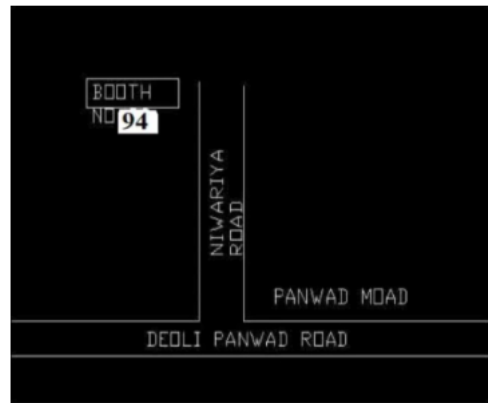 BOOTH
NO 94
NIWARIYA
ROAD
PANWAD MOAD
DEOLI PANWAD ROAD